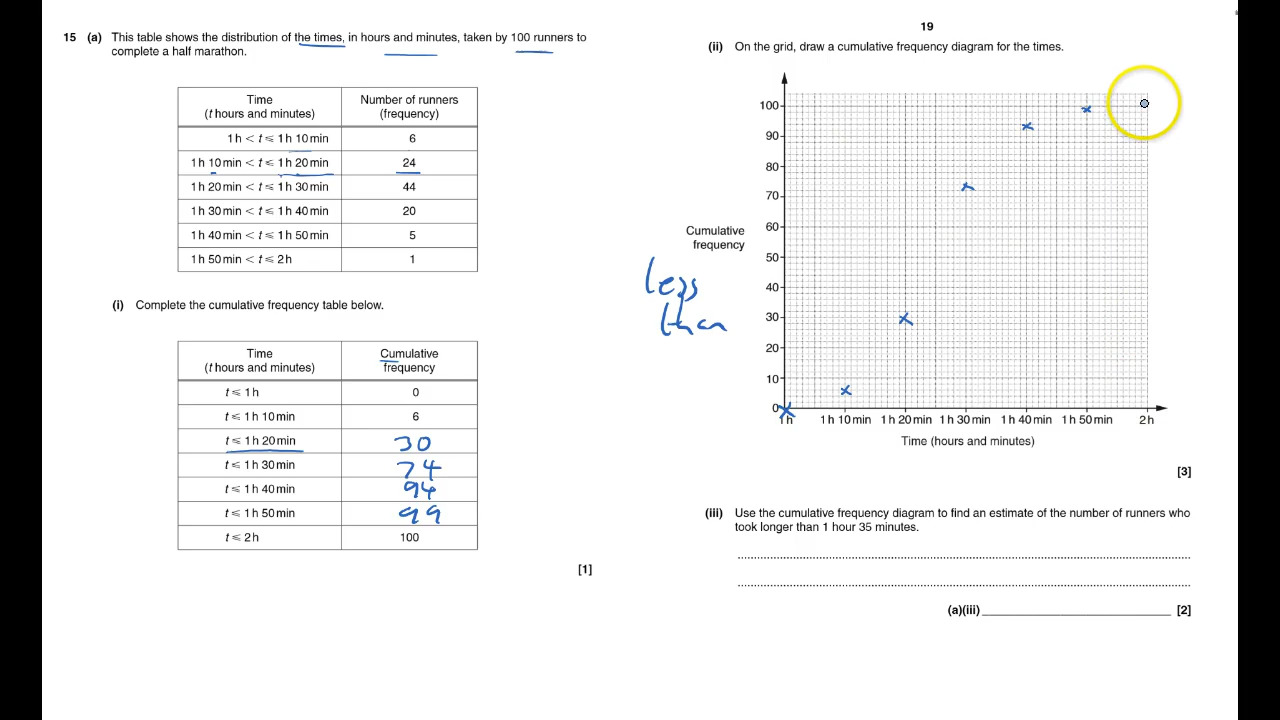 15 (a) This table shows the distribution of the times, in hours and minutes, taken by 100 runners to
complete a half marathon.
Time Number of runners
(t hours and minutes) (frequency)
1 h < t ⩽ 1 h 10 min 6
1 h 10 min < t ⩽ 1 h 20 min 24
1 h 20 min < t ⩽ 1 h 30 min 44
1 h 30 min < t ⩽ 1 h 40 min 20
1 h 40 min < t ⩽ 1 h 50 min 5
1 h 50 min < t ⩽ 2 h 1
(i) Complete the cumulative frequency table below.
Time Cumulative
(t hours and minutes) frequency
t ⩽ 1 h 0
t ⩽ 1 h 10 min 6
t ⩽ 1 h 20 min 30
t ⩽ 1 h 30 min 74
t ⩽ 1 h 40 min 94
t ⩽ 1 h 50 min 99
t ⩽ 2 h 100
[1]
19
(ii) On the grid, draw a cumulative frequency diagram for the times.
100
90
80
70
60
Cumulative
frequency
50
less
than
40
30
20
10
0
1 h 1 h 10 min 1 h 20 min 1 h 30 min 1 h 40 min 1 h 50 min 2 h
Time (hours and minutes)
[3]
(iii) Use the cumulative frequency diagram to find an estimate of the number of runners who
took longer than 1 hour 35 minutes.
(a)(iii) [2]